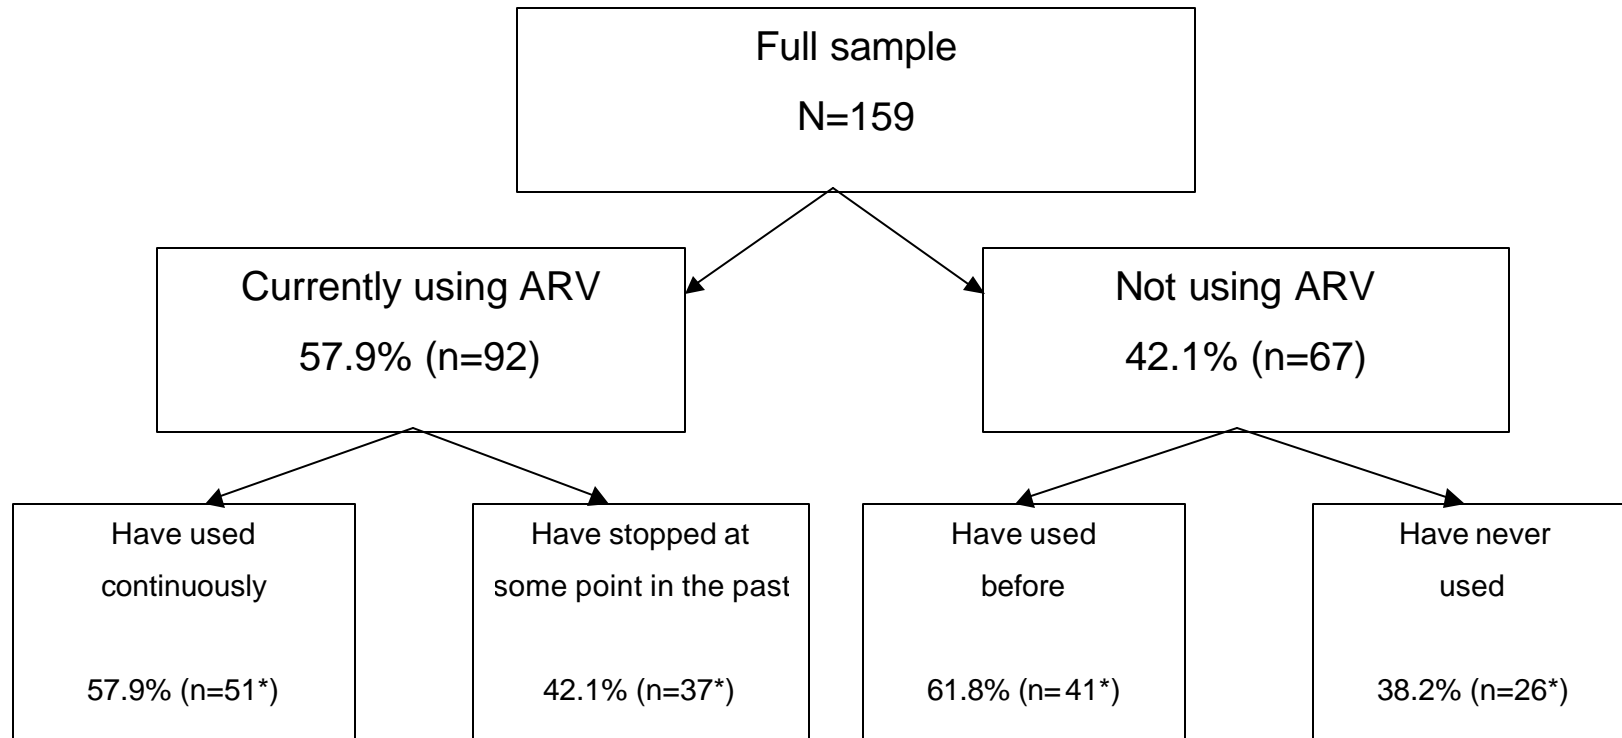 Full sample
N=159
Currently using ARV
57.9% (n=92)
Not using ARV
42.1% (n=67)
Have used
continuously
57.9% (n=51*)
Have stopped at
some point in the past
42.1% (n=37*)
Have used
before
61.8% (n=41*)
Have never
used
38.2% (n=26*)